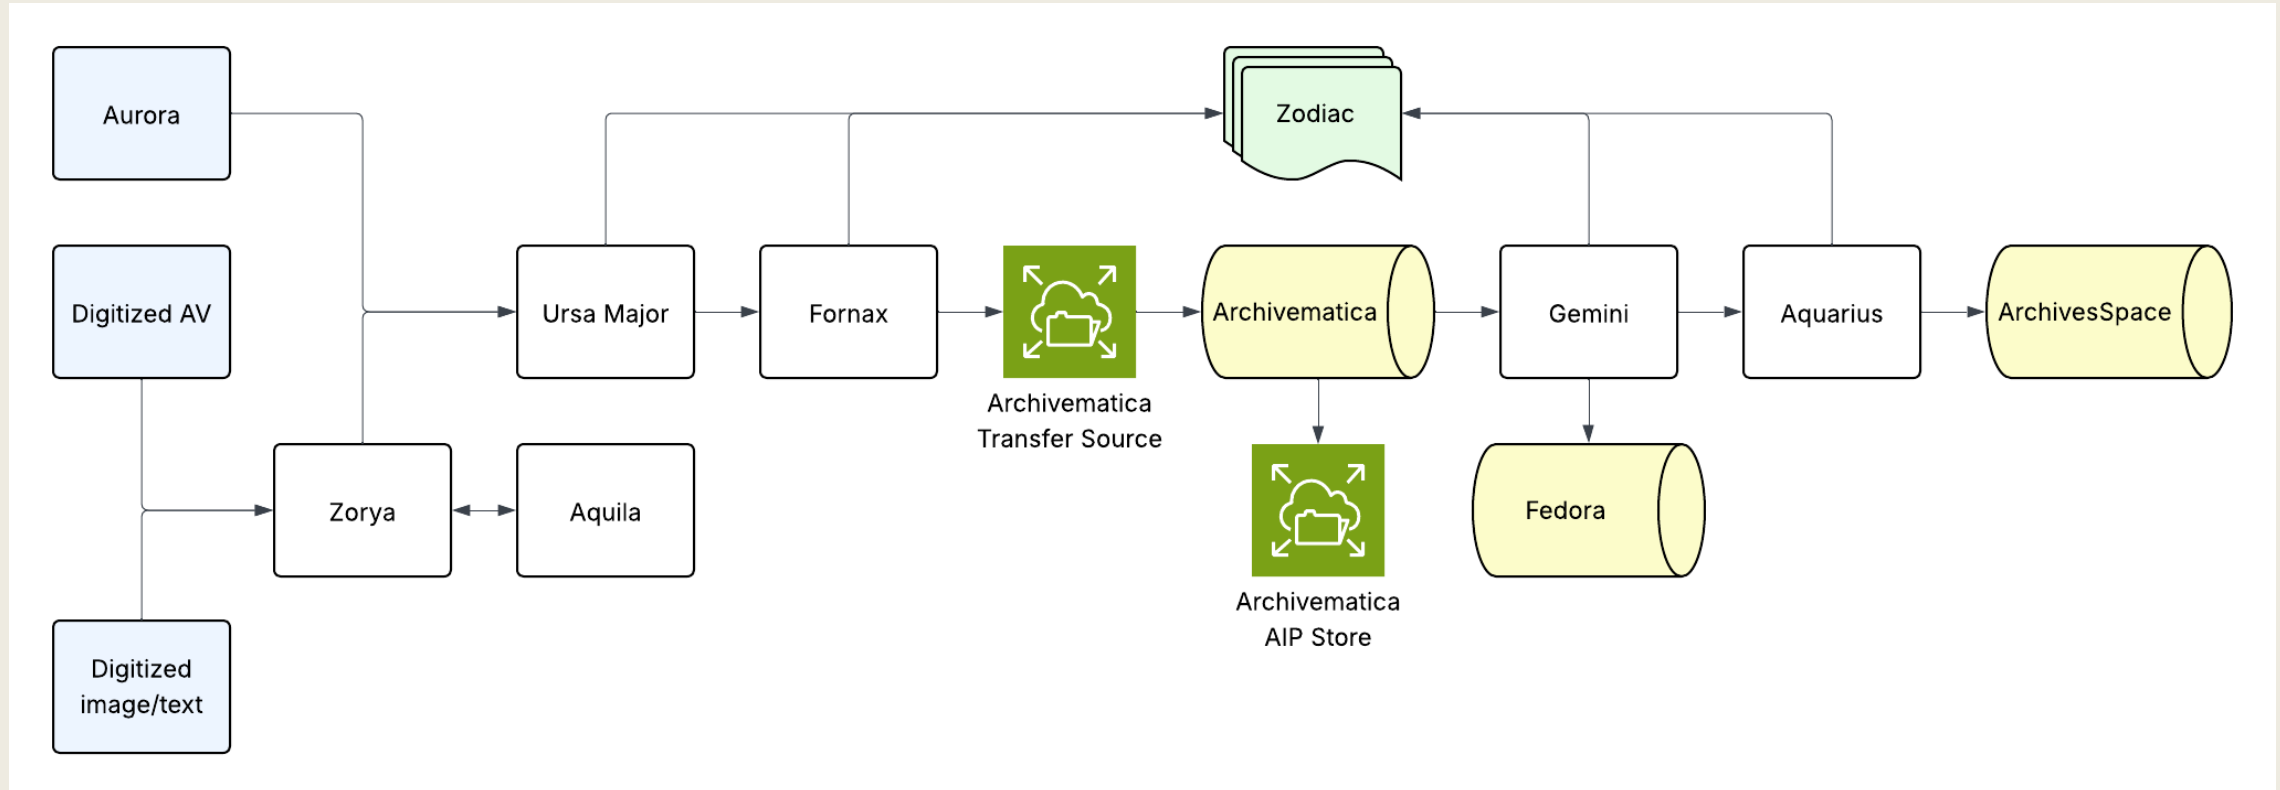 Aurora
Zodiac
Digitized AV
Ursa Major
Fornax
Archivematica
Transfer Source
Archivematica
Gemini
Aquarius
ArchivesSpace
Zorya
Aquila
Archivematica
AIP Store
Fedora
Digitized
image/text